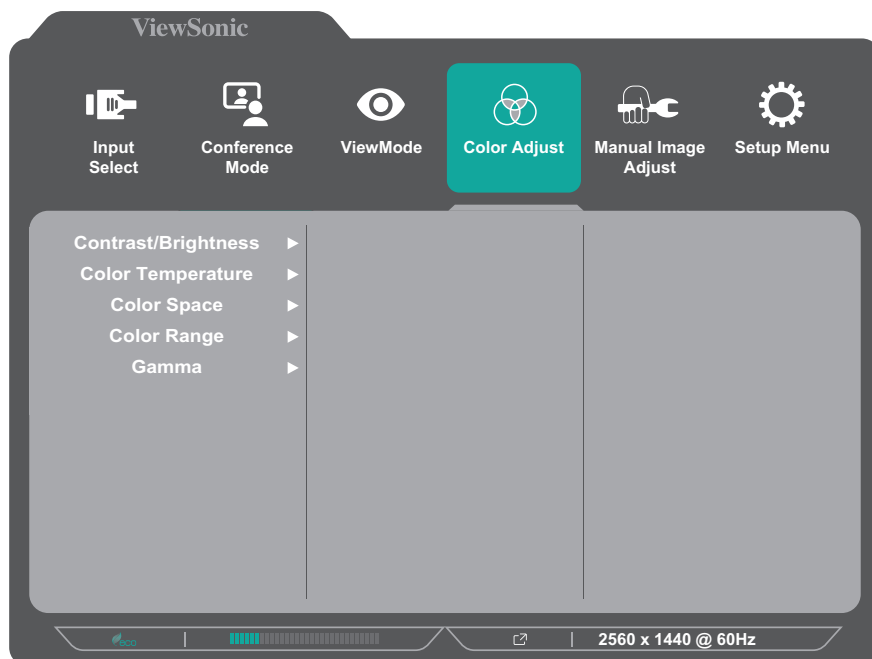 ViewSonic
Input
Select
Conference
Mode
ViewMode
Color Adjust
Manual Image
Adjust
Setup Menu
Contrast/Brightness
Color Temperature
Color Space
Color Range
Gamma
eco
2560 x 1440 @ 60Hz